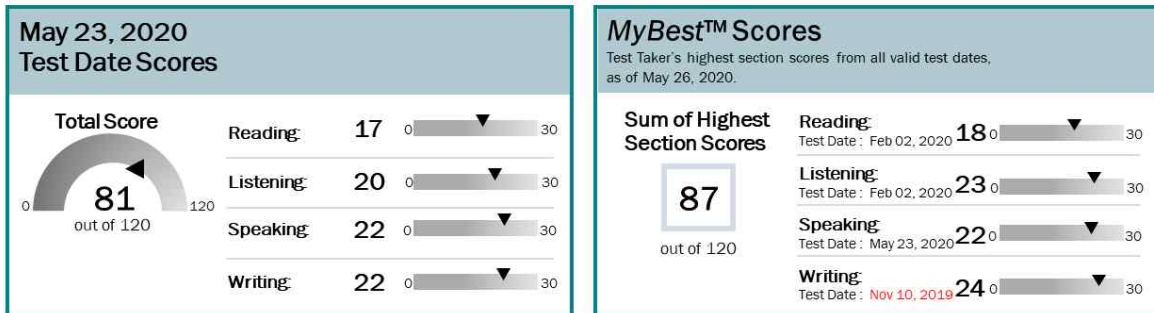 May 23, 2020
Test Date Scores
Total Score
0
81
120
out of 120
Reading: 17 0 30
Listening: 20 0 30
Speaking: 22 0 30
Writing: 22 0 30
MyBest™ Scores
Test Taker's highest section scores from all valid test dates,
as of May 26, 2020.
Sum of Highest
Section Scores
87
out of 120
Reading:
Test Date : Feb 02, 2020 18 0 30
Listening:
Test Date : Feb 02, 2020 23 0 30
Speaking:
Test Date : May 23, 2020 22 0 30
Writing:
Test Date : Nov 10, 2019 24 0 30